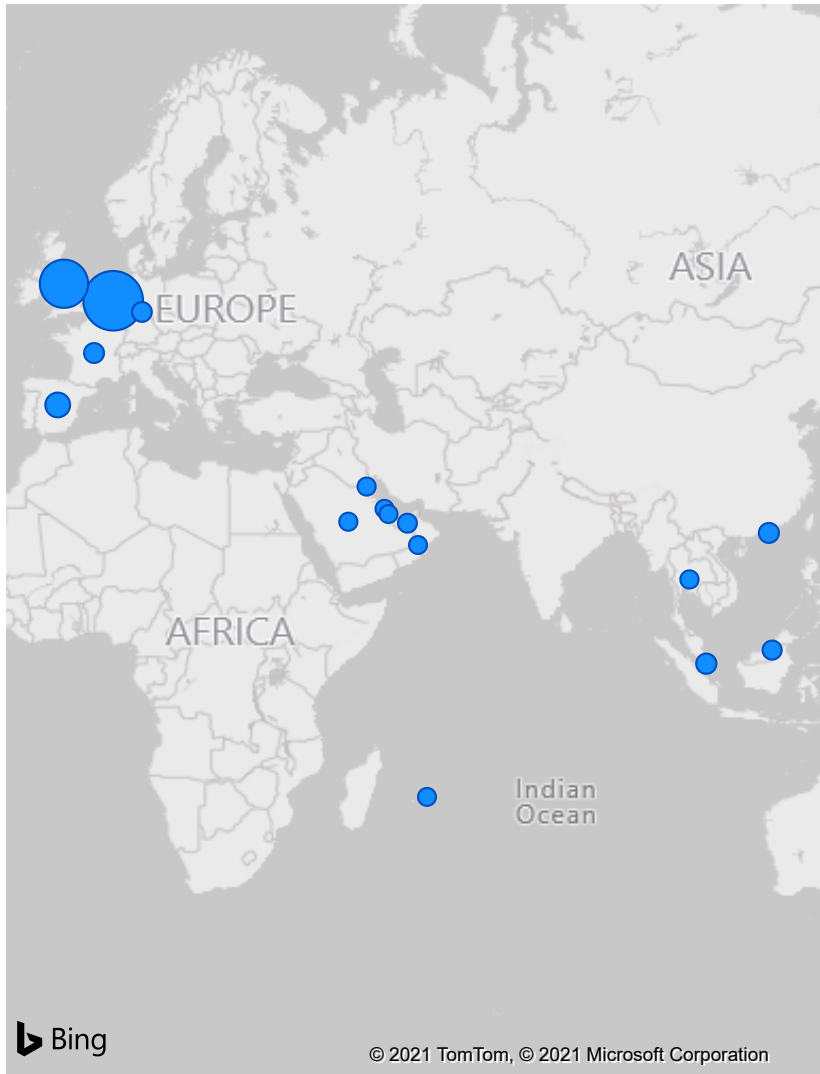 ASIA
EUROPE
AFRICA
Indian
Ocean
Bing
© 2021 TomTom, © 2021 Microsoft Corporation